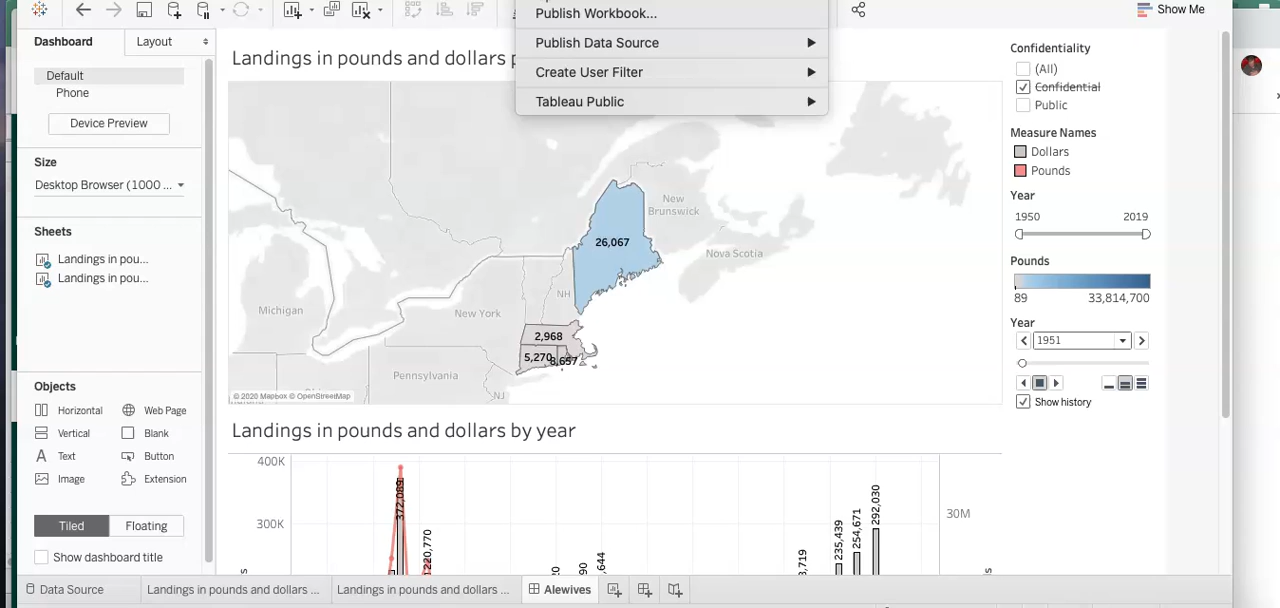 Publish Workbook...
Show Me
Dashboard
Layout
Publish Data Source
Create User Filter
Tableau Public
Default
Phone
Device Preview
Size
Desktop Browser (1000 ...
Sheets
Landings in pou...
Landings in pou...
Objects
Horizontal
Web Page
Vertical
Blank
Text
Button
Image
Extension
Tiled
Floating
Show dashboard title
Landings in pounds and dollars
26,067
New
Brunswick
Nova Scotia
NH
Michigan
New York
2,968
5,270
8,657
Pennsylvania
NJ
© 2020 Mapbox © OpenStreetMap
Confidentiality
(All)
Confidential
Public
Measure Names
Dollars
Pounds
Year
1950
2019
Pounds
89
33,814,700
Year
1951
Show history
Landings in pounds and dollars by year
400K
300K
372,089
220,770
235,439
254,671
292,030
30M
Data Source
Landings in pounds and dollars ...
Landings in pounds and dollars ...
Alewives